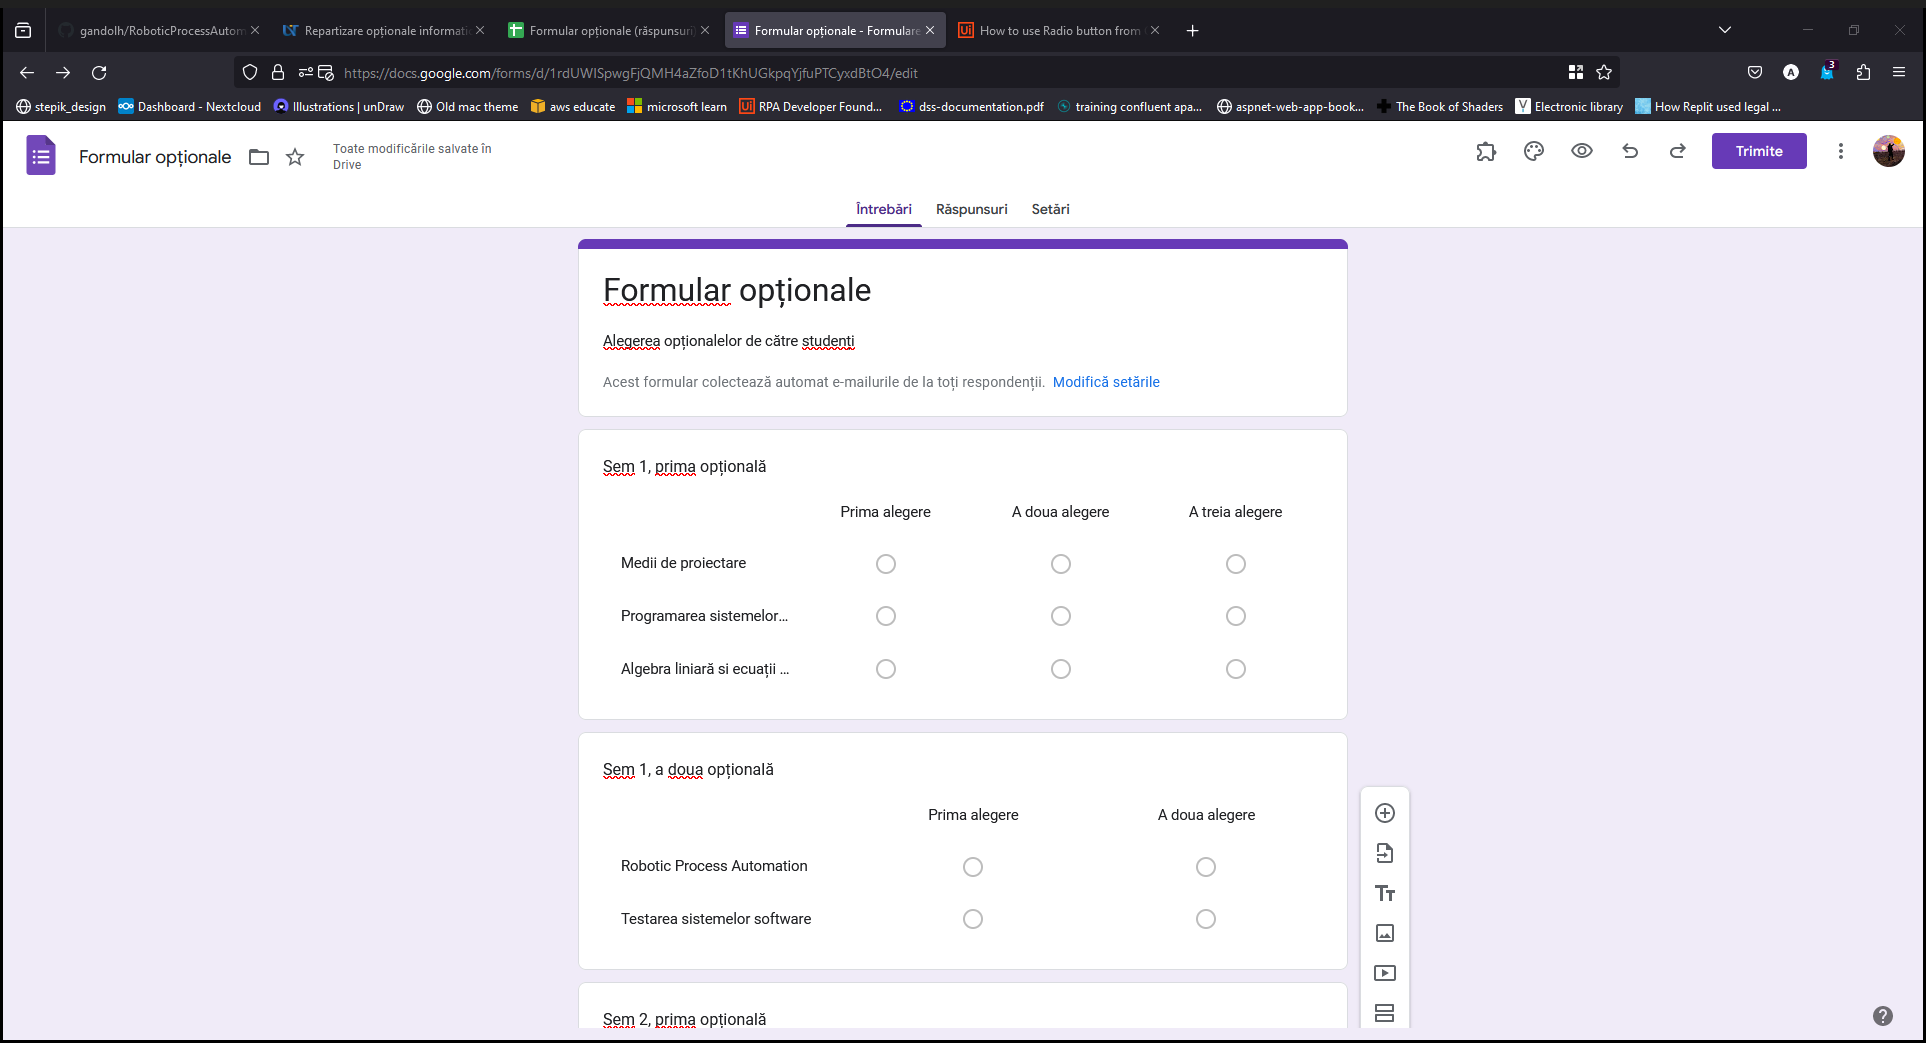 gandolh/RoboticProcessAutom
Repartizare opționale informati
Formular opționale (răspunsuri)
Formular opționale - Formulare
How to use Radio button from
https://docs.google.com/forms/d/1rdUWISpwgFjQMH4aZfoD1tKhUGkpqYjfuPTCyxdBtO4/edit
A
3
stepik_design
Dashboard - Nextcloud
Illustrations | unDraw
Old mac theme
aws educate
microsoft learn
RPA Developer Found...
dss-documentation.pdf
training confluent apa...
aspnet-web-app-book...
The Book of Shaders
Electronic library
How Replit used legal ...
Formular opționale
Toate modificările salvate în
Drive
Trimite
Întrebări
Răspunsuri
Setări
Formular opționale
Alegerea opționalelor de către studenți
Acest formular colectează automat e-mailurile de la toți respondenții. Modifică setările
Sem 1, prima opțională
Prima alegere
A doua alegere
A treia alegere
Medii de proiectare
Programarea sistemelor...
Algebra liniară si ecuații ...
Sem 1, a doua opțională
Prima alegere
A doua alegere
Robotic Process Automation
Testarea sistemelor software
Sem 2, prima opțională